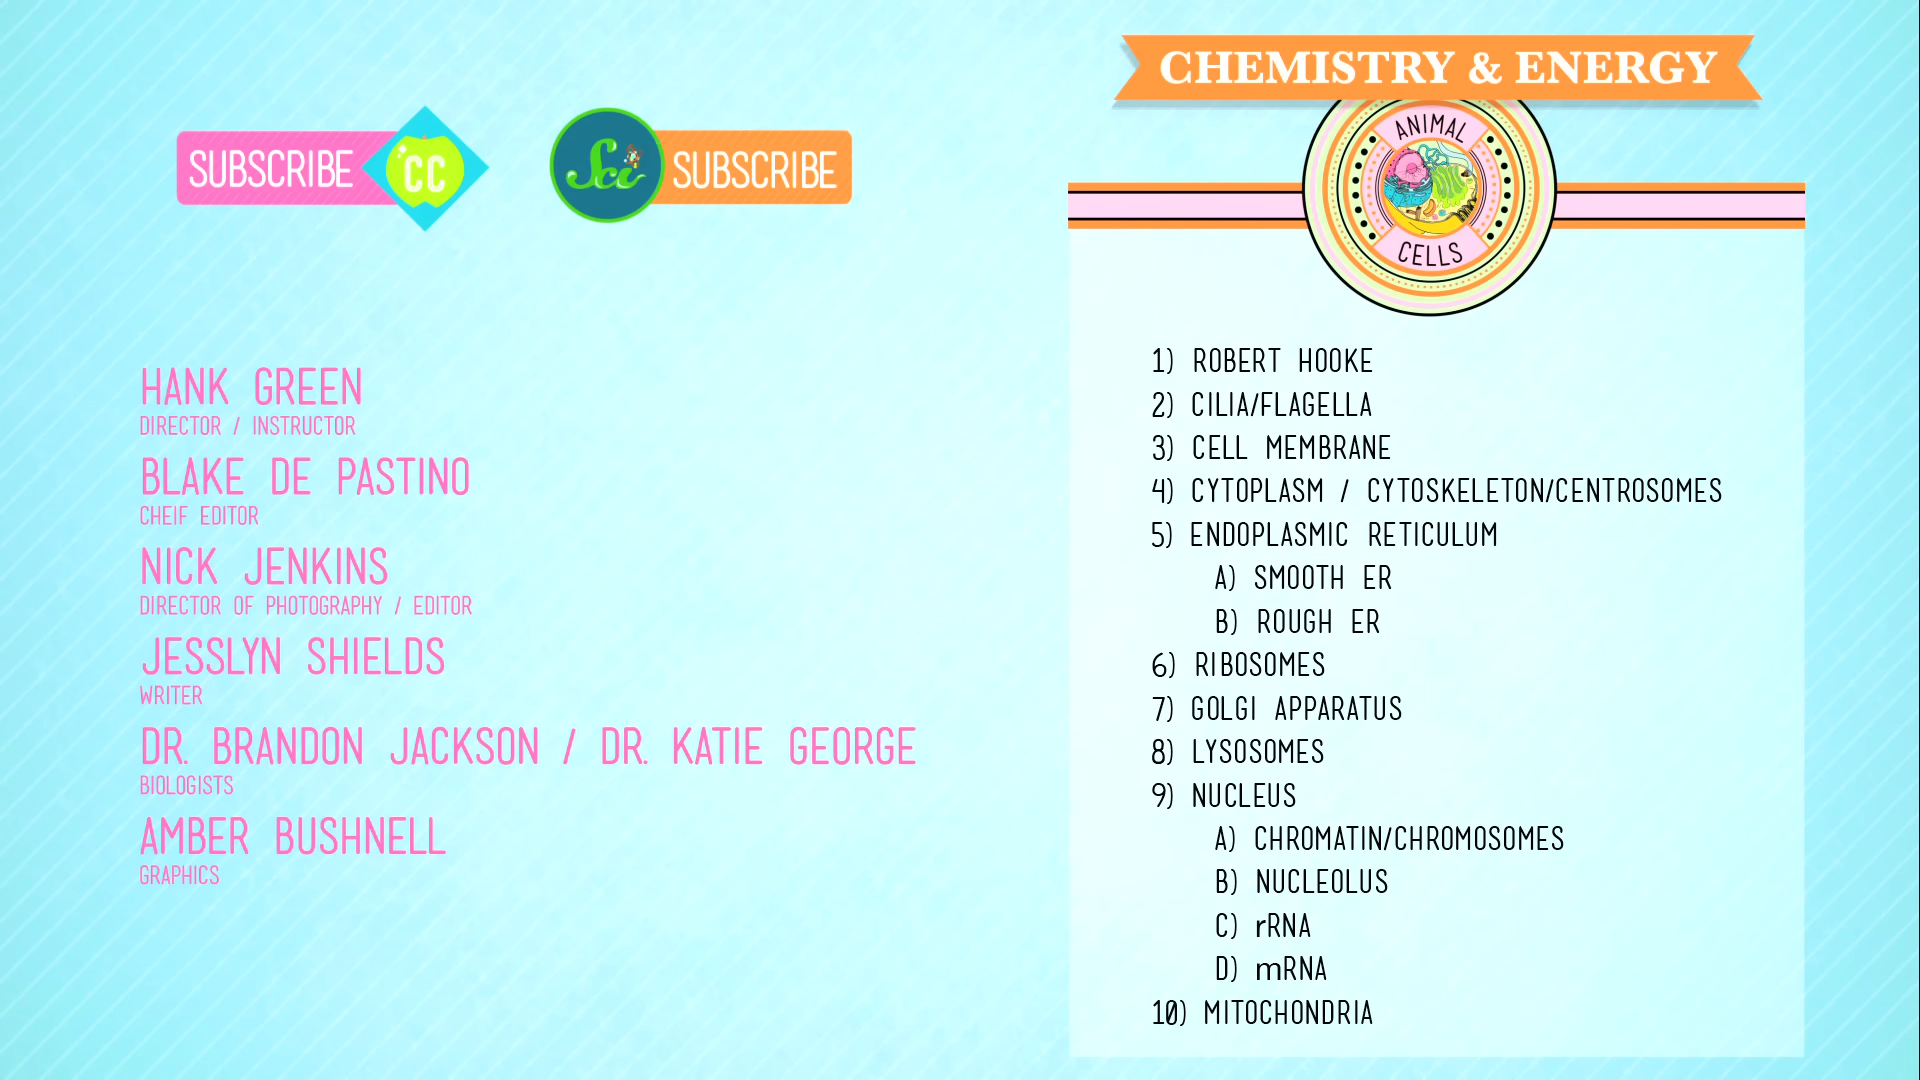 SUBSCRIBE CC
Sci SUBSCRIBE
HANK GREEN
DIRECTOR / INSTRUCTOR
BLAKE DE PASTINO
CHEIF EDITOR
NICK JENKINS
DIRECTOR OF PHOTOGRAPHY / EDITOR
JESSLYN SHIELDS
WRITER
DR. BRANDON JACKSON / DR. KATIE GEORGE
BIOLOGISTS
AMBER BUSHNELL
GRAPHICS
CHEMISTRY & ENERGY
ANIMAL
CELLS
1) ROBERT HOOKE
2) CILIA/FLAGELLA
3) CELL MEMBRANE
4) CYTOPLASM / CYTOSKELETON/CENTROSOMES
5) ENDOPLASMIC RETICULUM
A) SMOOTH ER
B) ROUGH ER
6) RIBOSOMES
7) GOLGI APPARATUS
8) LYSOSOMES
9) NUCLEUS
A) CHROMATIN/CHROMOSOMES
B) NUCLEOLUS
C) rRNA
D) mRNA
10) MITOCHONDRIA